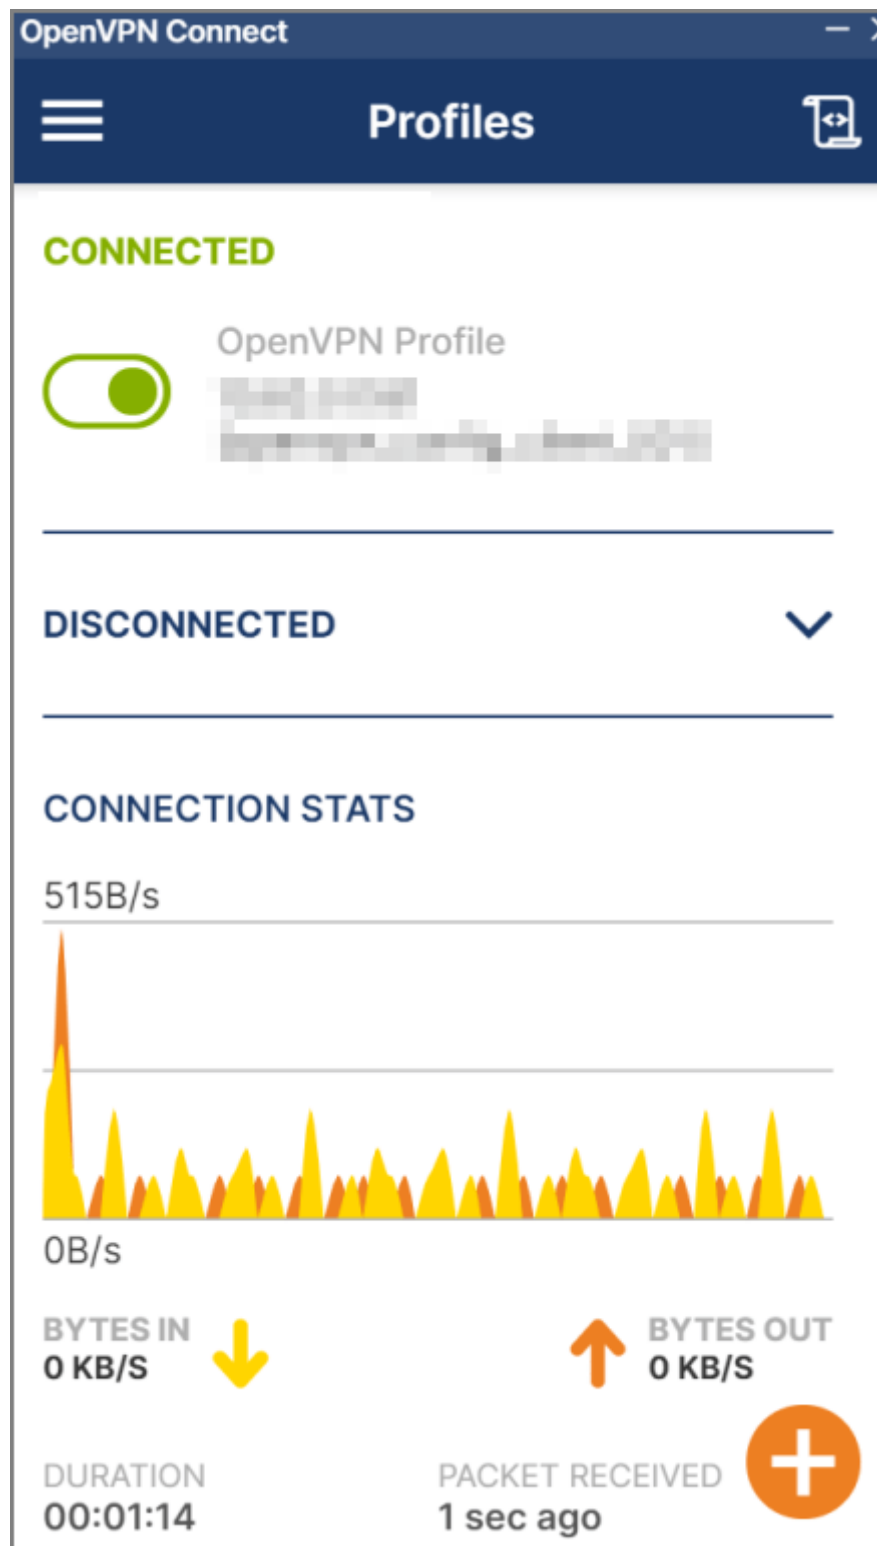 OpenVPN Connect
Profiles
CONNECTED
OpenVPN Profile
DISCONNECTED
CONNECTION STATS
515B/s
0B/s
BYTES IN
0 KB/S
BYTES OUT
0 KB/S
DURATION
00:01:14
PACKET RECEIVED
1 sec ago